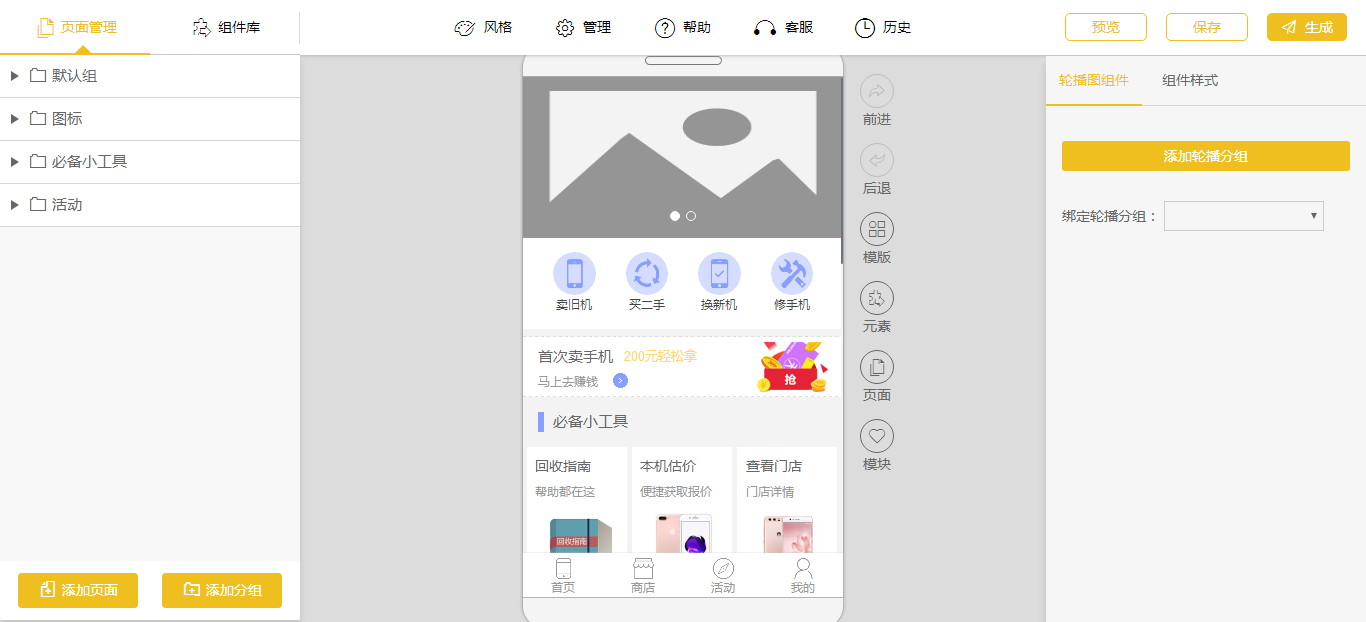 页面管理
组件库
风格
管理
帮助
客服
历史
预览
保存
生成
默认组
图标
必备小工具
活动
添加页面
添加分组
卖旧机
买二手
换新机
修手机
首次卖手机 200元轻松拿
马上去赚钱
抢
必备小工具
回收指南
帮助都在这
回收指南
本机估价
便捷获取报价
查看门店
门店详情
首页
商店
活动
我的
前进
后退
模版
元素
页面
模块
轮播图组件
组件样式
添加轮播分组
绑定轮播分组：